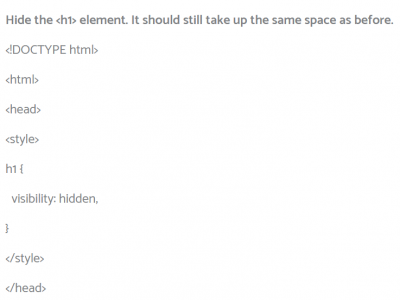 Hide the <h1> element. It should still take up the same space as before.
<!DOCTYPE html>
<html>
<head>
<style>
h1 {
visibility: hidden,
}
</style>
</head>